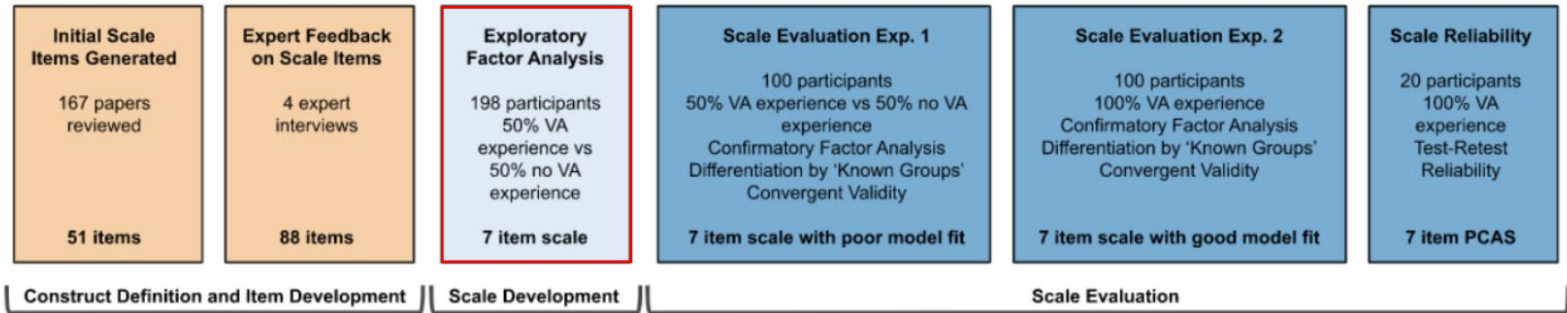 Initial Scale
Items Generated
167 papers
reviewed
51 items
Expert Feedback
on Scale Items
4 expert
interviews
88 items
Exploratory
Factor Analysis
198 participants
50% VA
experience vs
50% no VA
experience
7 item scale
Scale Evaluation Exp. 1
100 participants
50% VA experience vs 50% no VA
experience
Confirmatory Factor Analysis
Differentiation by ‘Known Groups’
Convergent Validity
7 item scale with poor model fit
Scale Evaluation Exp. 2
100 participants
100% VA experience
Confirmatory Factor Analysis
Differentiation by ‘Known Groups’
Convergent Validity
7 item scale with good model fit
Scale Reliability
20 participants
100% VA
experience
Test-Retest
Reliability
7 item PCAS
Construct Definition and Item Development
Scale Development
Scale Evaluation